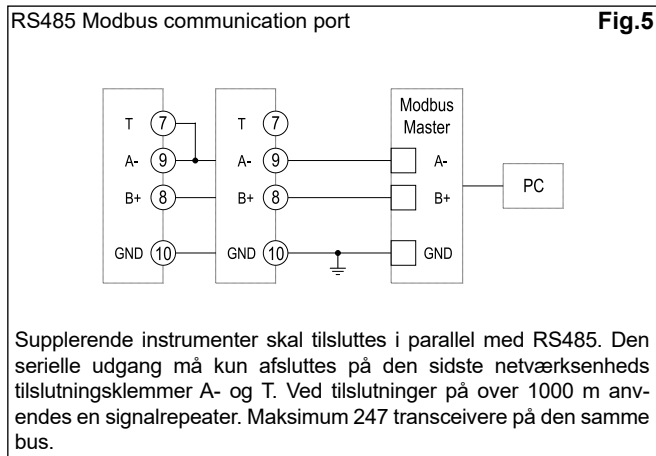 RS485 Modbus communication port Fig.5
Modbus
Master
T 7 T 7
A- 9 A- 9 A-
PC
B+ 8 B+ 8 B+
GND 10 GND 10 GND
Supplerende instrumenter skal tilsluttes i parallel med RS485. Den
serielle udgang må kun afsluttes på den sidste netværksenheds
tilslutningsklemmer A- og T. Ved tilslutninger på over 1000 m anv-
endes en signalrepeater. Maksimum 247 transceivere på den samme
bus.